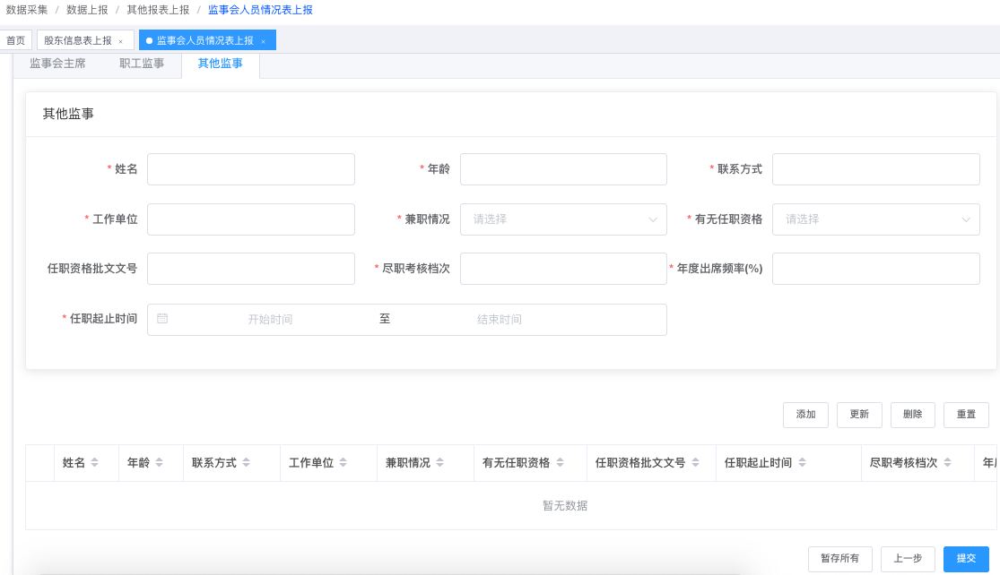 数据采集 / 数据上报 / 其他报表上报 / 监事会人员情况表上报
首页 股东信息表上报 × 监事会人员情况表上报 ×
监事会主席 职工监事 其他监事
其他监事
* 姓名 * 年龄 * 联系方式
* 工作单位 * 兼职情况 请选择 * 有无任职资格 请选择
任职资格批文文号 * 尽职考核档次 * 年度出席频率(%)
* 任职起止时间 开始时间 至 结束时间
添加 更新 删除 重置
姓名 年龄 联系方式 工作单位 兼职情况 有无任职资格 任职资格批文文号 任职起止时间 尽职考核档次 年
暂无数据
暂存所有 上一步 提交